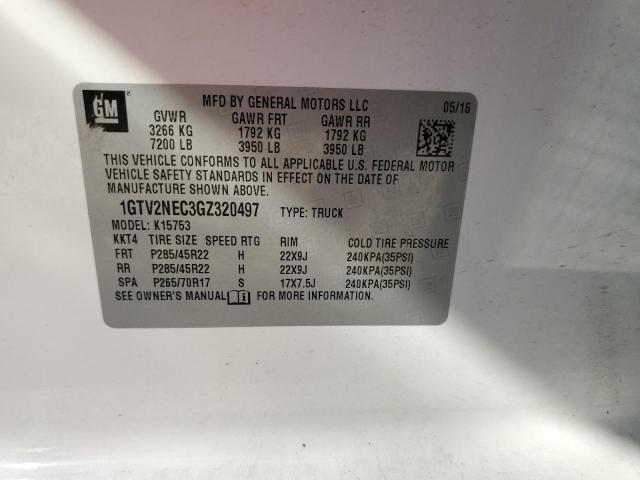 GM
MFD BY GENERAL MOTORS LLC 05/16
GVWR GAWR FRT GAWR RR
3266 KG 1792 KG 1792 KG
7200 LB 3950 LB 3950 LB
THIS VEHICLE CONFORMS TO ALL APPLICABLE U.S. FEDERAL MOTOR
VEHICLE SAFETY STANDARDS IN EFFECT ON THE DATE OF
MANUFACTURE SHOWN ABOVE.
1GTV2NEC3GZ320497 TYPE: TRUCK
MODEL: K15753
KKT4 TIRE SIZE SPEED RTG RIM COLD TIRE PRESSURE
FRT P285/45R22 H 22X9J 240KPA(35PSI)
RR P285/45R22 H 22X9J 240KPA(35PSI)
SPA P265/70R17 S 17X7.5J 240KPA(35PSI)
SEE OWNER'S MANUAL FOR MORE INFORMATION.